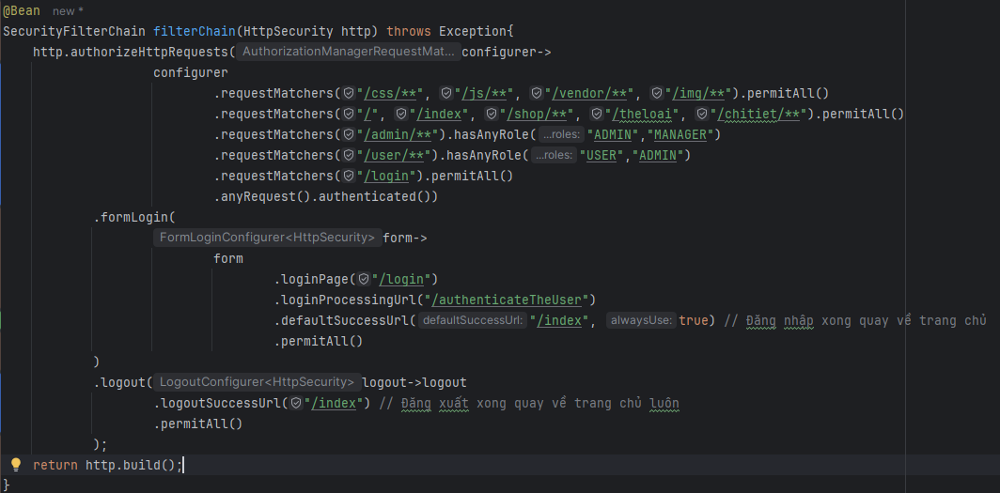 @Bean new *
SecurityFilterChain filterChain(HttpSecurity http) throws Exception{
http.authorizeHttpRequests( AuthorizationManagerRequestMat... configurer->
configurer
.requestMatchers("/css/**", "/js/**", "/vendor/**", "/img/**").permitAll()
.requestMatchers("/", "/index", "/shop/**", "/theloai", "/chitiet/**").permitAll()
.requestMatchers("/admin/**").hasAnyRole( ...roles: "ADMIN","MANAGER")
.requestMatchers("/user/**").hasAnyRole( ...roles: "USER","ADMIN")
.requestMatchers("/login").permitAll()
.anyRequest().authenticated())
.formLogin(
FormLoginConfigurer<HttpSecurity> form->
form
.loginPage("/login")
.loginProcessingUrl("/authenticateTheUser")
.defaultSuccessUrl( defaultSuccessUrl: "/index", alwaysUse: true) // Đăng nhập xong quay về trang chủ
.permitAll()
)
.logout( LogoutConfigurer<HttpSecurity> logout->logout
.logoutSuccessUrl("/index") // Đăng xuất xong quay về trang chủ luôn
.permitAll()
);
return http.build();
}